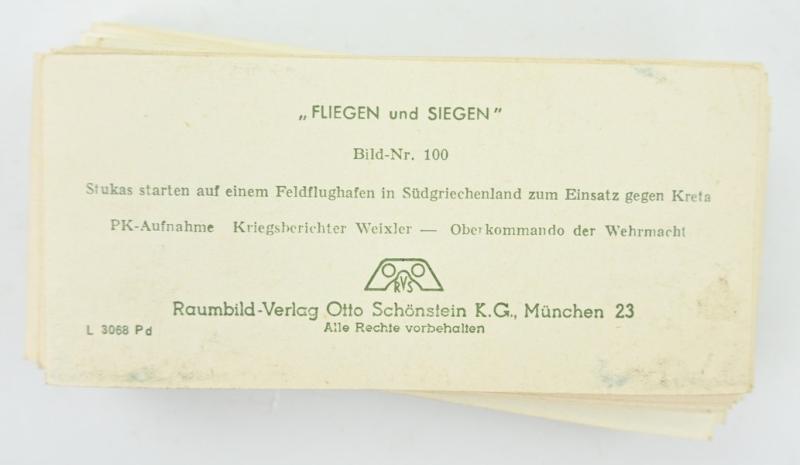 „FLIEGEN und SIEGEN”
Bild-Nr. 100
Stukas starten auf einem Feldflughafen in Südgriechenland zum Einsatz gegen Kreta
PK-Aufnahme Kriegsberichter Weixler — Oberkommando der Wehrmacht
RVS
Raumbild-Verlag Otto Schönstein K.G., München 23
Alle Rechte vorbehalten
L 3068 Pd